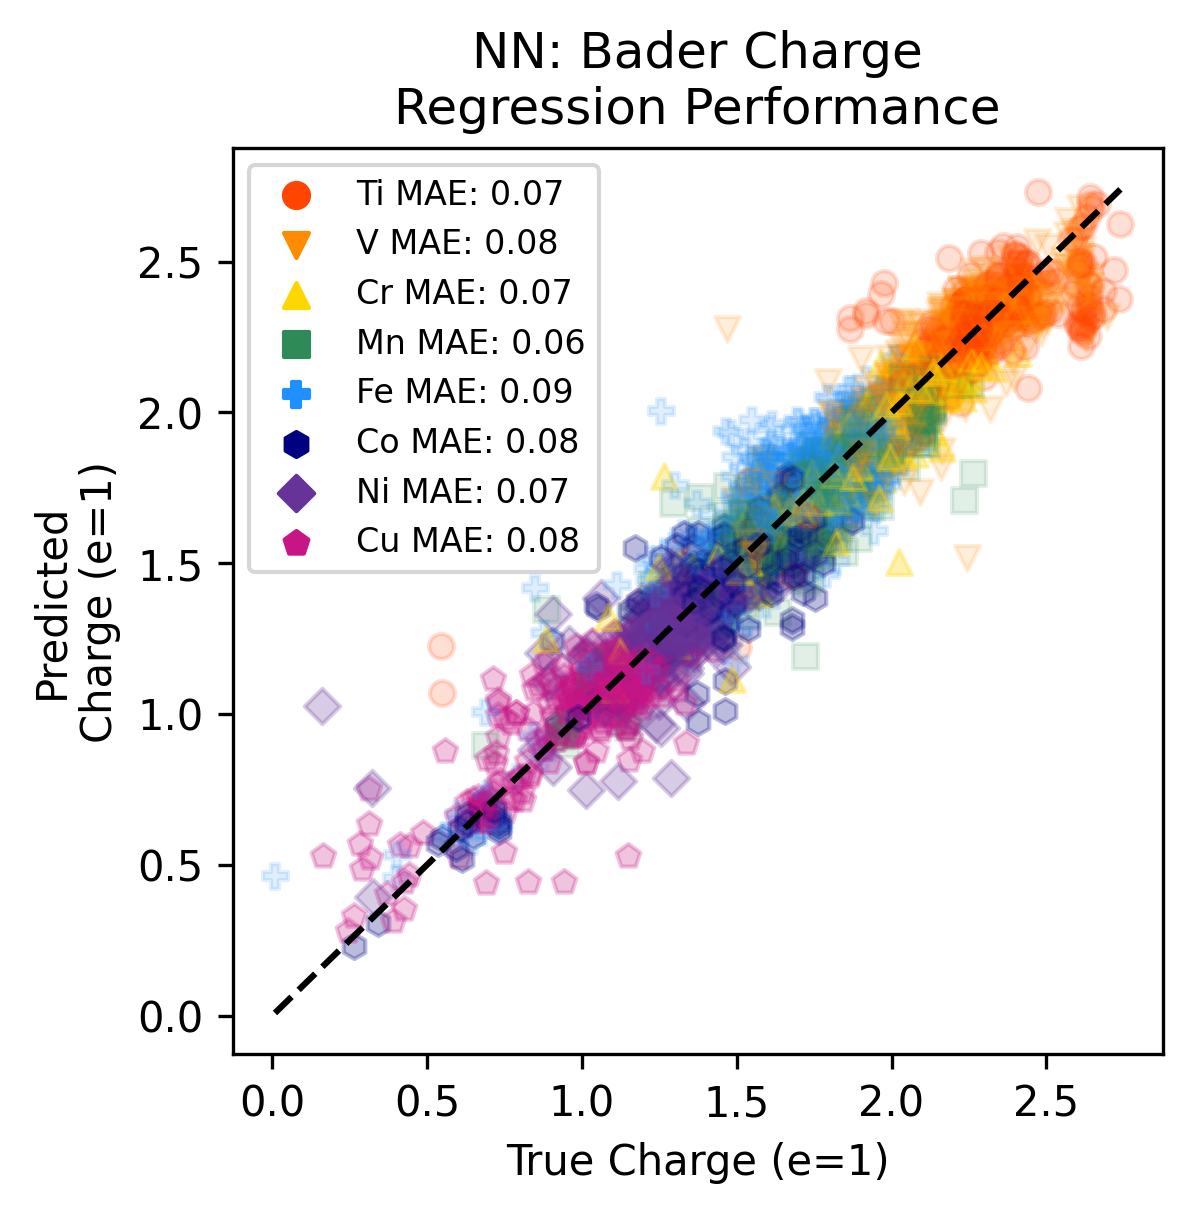 NN: Bader Charge
Regression Performance
Ti MAE: 0.07
V MAE: 0.08
Cr MAE: 0.07
Mn MAE: 0.06
Fe MAE: 0.09
Co MAE: 0.08
Ni MAE: 0.07
Cu MAE: 0.08
Predicted
Charge (e=1)
2.5
2.0
1.5
1.0
0.5
0.0
0.0 0.5 1.0 1.5 2.0 2.5
True Charge (e=1)